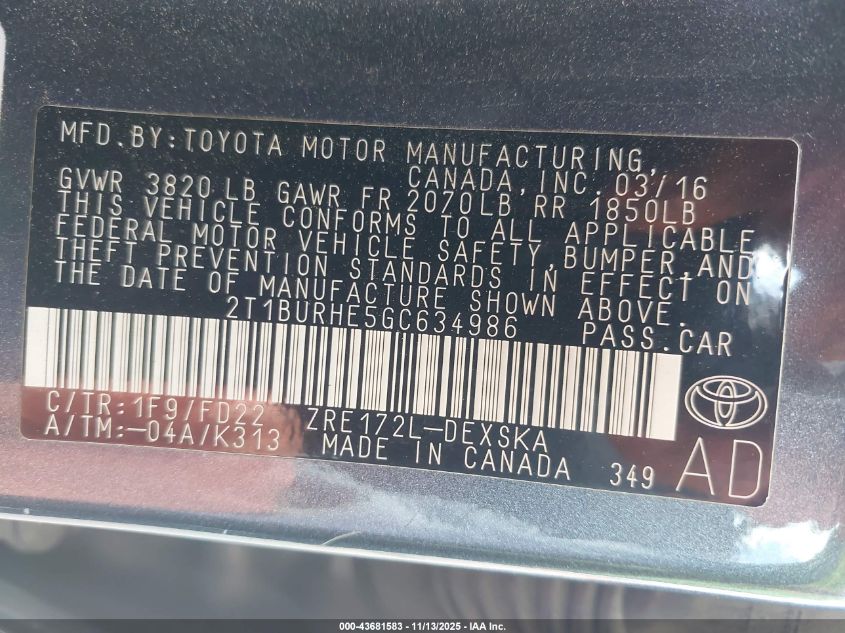 MFD.BY:TOYOTA MOTOR MANUFACTURING,
CANADA,INC.03/16
GVWR 3820LB GAWR FR 2070LB RR 1850LB
THIS VEHICLE CONFORMS TO ALL APPLICABLE
FEDERAL MOTOR VEHICLE SAFETY,BUMPER,AND
THEFT PREVENTION STANDARDS IN EFFECT ON
THE DATE OF MANUFACTURE SHOWN ABOVE.
2T1BURHE5GC634986 PASS.CAR
C/TR:1F9/FD22 ZRE172L-DEXSKA
A/TM:-04A/K313 MADE IN CANADA 349 AD
000-43681583 - 11/13/2025 - IAA Inc.